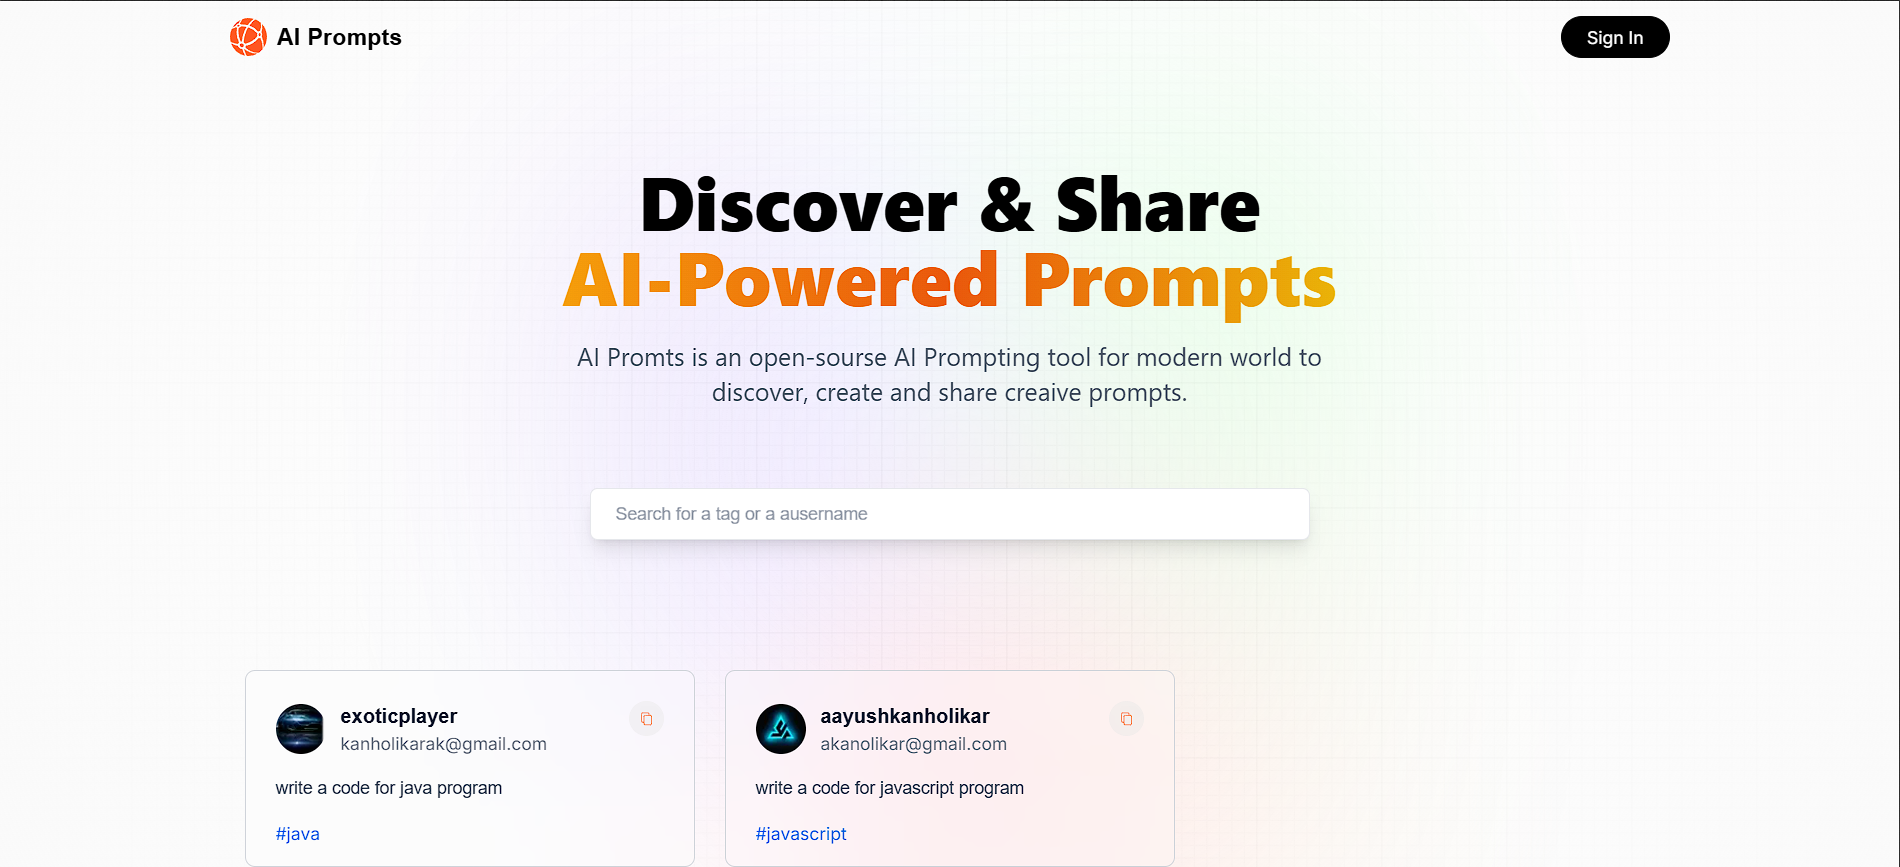 AI Prompts
Sign In
Discover & Share
AI-Powered Prompts
AI Promts is an open-sourse AI Prompting tool for modern world to
discover, create and share creaive prompts.
Search for a tag or a ausername
exoticplayer
kanholikarak@gmail.com
write a code for java program
#java
aayushkanholikar
akanolikar@gmail.com
write a code for javascript program
#javascript